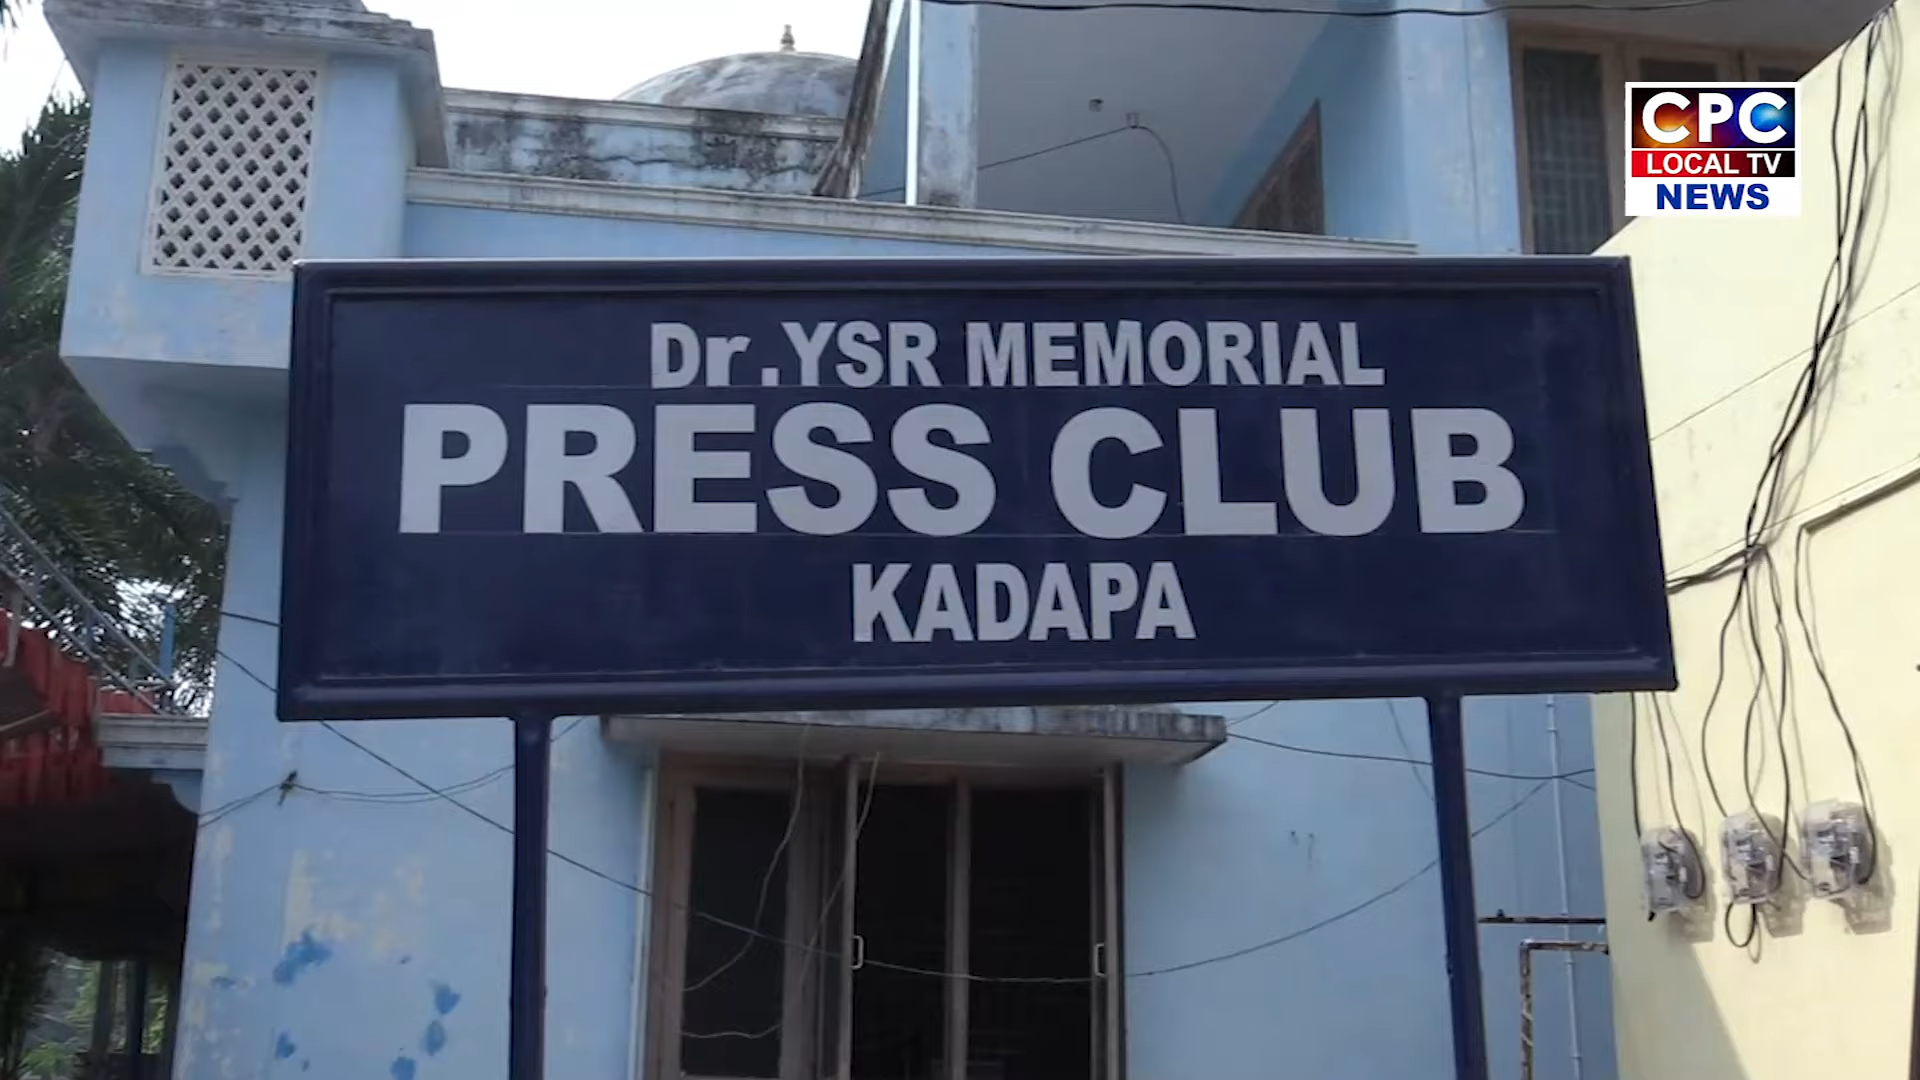 CPC
LOCAL TV
NEWS
Dr.YSR MEMORIAL
PRESS CLUB
KADAPA